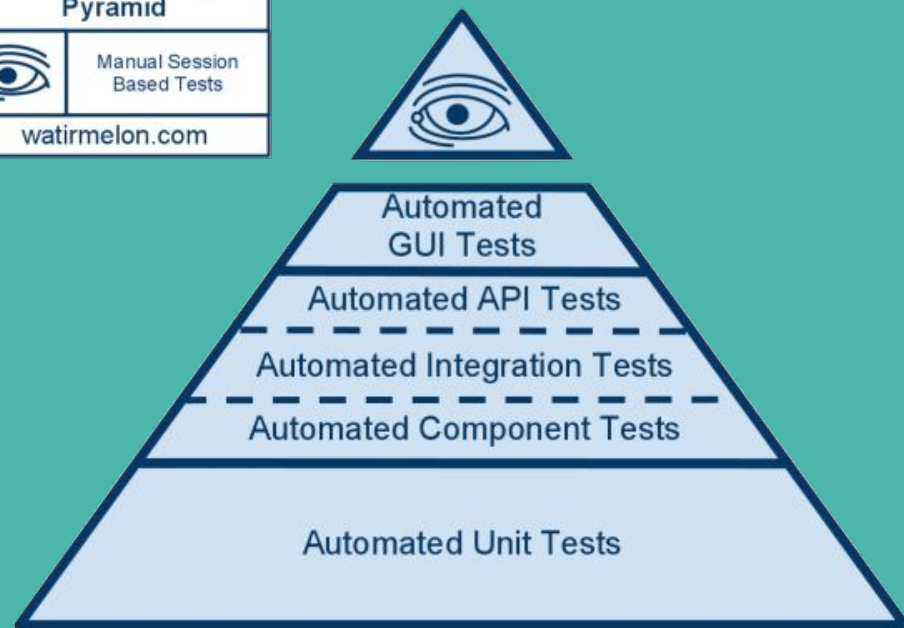 Pyramid
Manual Session
Based Tests
watirmelon.com
Automated
GUI Tests
Automated API Tests
Automated Integration Tests
Automated Component Tests
Automated Unit Tests